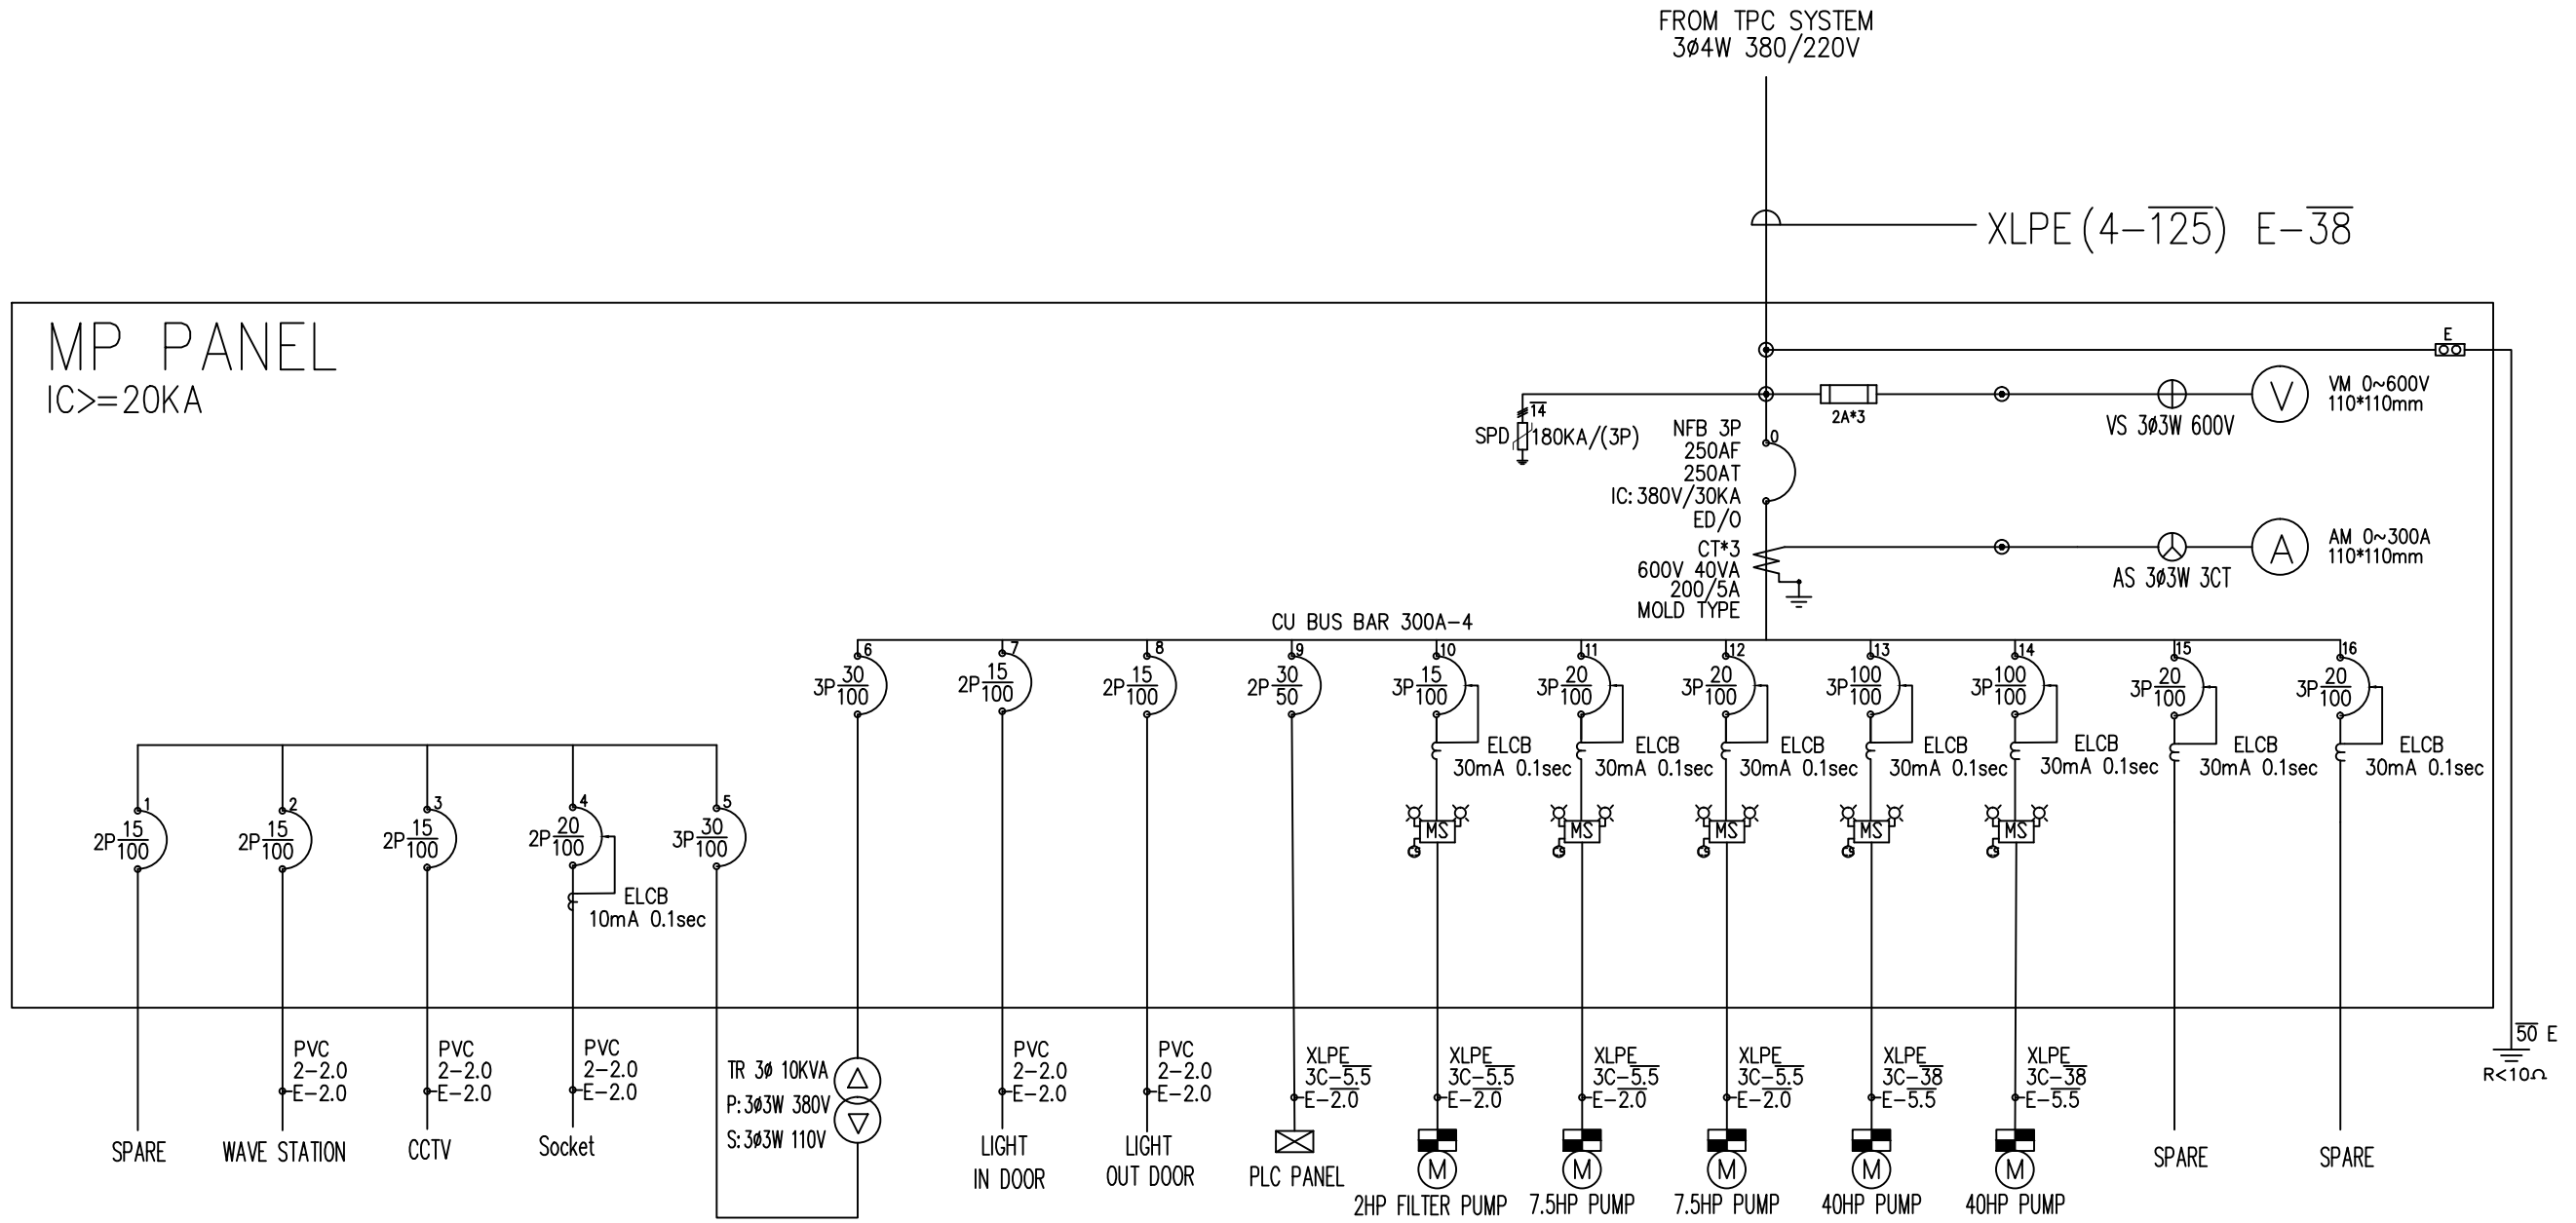 FROM TPC SYSTEM
3ø4W 380/220V
XLPE(4-125) E-38
MP PANEL
IC>=20KA
E
14
SPD 180KA/(3P)
2A*3
VS 3ø3W 600V
V
VM 0~600V
110*110mm
0
NFB 3P
250AF
250AT
IC:380V/30KA
ED/O
CT*3
600V 40VA
200/5A
MOLD TYPE
AS 3ø3W 3CT
A
AM 0~300A
110*110mm
CU BUS BAR 300A-4
6
3P 30/100
7
2P 15/100
8
2P 15/100
9
2P 30/50
10
3P 15/100
ELCB
30mA 0.1sec
MS
CS
11
3P 20/100
ELCB
30mA 0.1sec
MS
CS
12
3P 20/100
ELCB
30mA 0.1sec
MS
CS
13
3P 100/100
ELCB
30mA 0.1sec
MS
CS
14
3P 100/100
ELCB
30mA 0.1sec
MS
CS
15
3P 20/100
ELCB
30mA 0.1sec
16
3P 20/100
ELCB
30mA 0.1sec
1
2P 15/100
2
2P 15/100
3
2P 15/100
4
2P 20/100
ELCB
10mA 0.1sec
5
3P 30/100
SPARE
PVC
2-2.0
E-2.0
WAVE STATION
PVC
2-2.0
E-2.0
CCTV
PVC
2-2.0
E-2.0
Socket
TR 3ø 10KVA
P:3ø3W 380V
S:3ø3W 110V
PVC
2-2.0
E-2.0
LIGHT
IN DOOR
PVC
2-2.0
E-2.0
LIGHT
OUT DOOR
XLPE
3C-5.5
E-2.0
PLC PANEL
XLPE
3C-5.5
E-2.0
M
2HP FILTER PUMP
XLPE
3C-5.5
E-2.0
M
7.5HP PUMP
XLPE
3C-5.5
E-2.0
M
7.5HP PUMP
XLPE
3C-38
E-5.5
M
40HP PUMP
XLPE
3C-38
E-5.5
M
40HP PUMP
SPARE
SPARE
50 E
R<10Ω